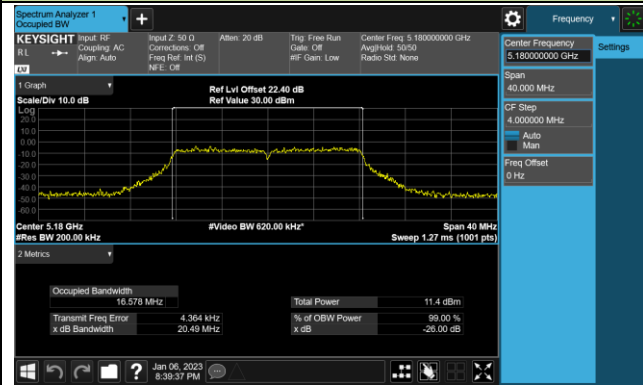 Spectrum Analyzer 1
Occupied BW
Frequency
KEYSIGHT
RL
LXI
Input: RF
Coupling: AC
Align: Auto
Input Z: 50 Ω
Corrections: Off
Freq Ref: Int (S)
NFE: Off
Atten: 20 dB
Trig: Free Run
Gate: Off
#IF Gain: Low
Center Freq: 5.180000000 GHz
Avg|Hold: 50/50
Radio Std: None
Center Frequency
5.180000000 GHz
Settings
Span
40.000 MHz
CF Step
4.000000 MHz
Auto
Man
Freq Offset
0 Hz
1 Graph
Scale/Div 10.0 dB
Ref Lvl Offset 22.40 dB
Ref Value 30.00 dBm
Log
20.0
10.0
0.00
-10.0
-20.0
-30.0
-40.0
-50.0
-60.0
Center 5.18 GHz
#Res BW 200.00 kHz
#Video BW 620.00 kHz*
Span 40 MHz
Sweep 1.27 ms (1001 pts)
2 Metrics
Occupied Bandwidth
16.578 MHz
Total Power 11.4 dBm
Transmit Freq Error 4.364 kHz
% of OBW Power 99.00 %
x dB Bandwidth 20.49 MHz
x dB -26.00 dB
?
Jan 06, 2023
8:39:37 PM